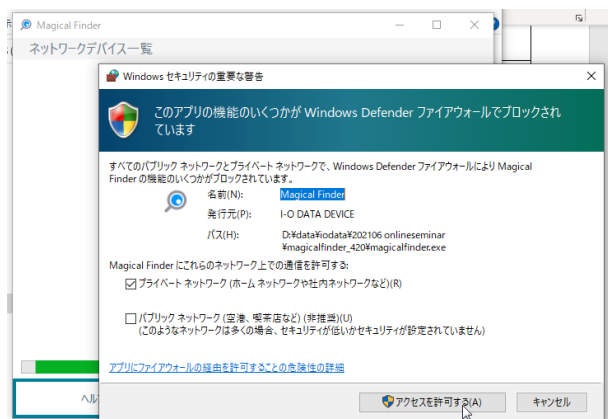 Magical Finder
ネットワークデバイス一覧
Windows セキュリティの重要な警告
このアプリの機能のいくつかが Windows Defender ファイアウォールでブロックされ
ています
すべてのパブリック ネットワークとプライベート ネットワークで、Windows Defender ファイアウォールにより Magical
Finder の機能のいくつかがブロックされています。
名前(N): Magical Finder
発行元(P): I-O DATA DEVICE
パス(H): D:¥data¥iodata¥202106 onlineseminar
¥magicalfinder_420¥magicalfinder.exe
Magical Finder にこれらのネットワーク上での通信を許可する:
プライベート ネットワーク (ホーム ネットワークや社内ネットワークなど)(R)
パブリック ネットワーク (空港、喫茶店など) (非推奨)(U)
(このようなネットワークは多くの場合、セキュリティが低いかセキュリティが設定されていません)
アプリにファイアウォールの経由を許可することの危険性の詳細
ヘル
アクセスを許可する(A)
キャンセル